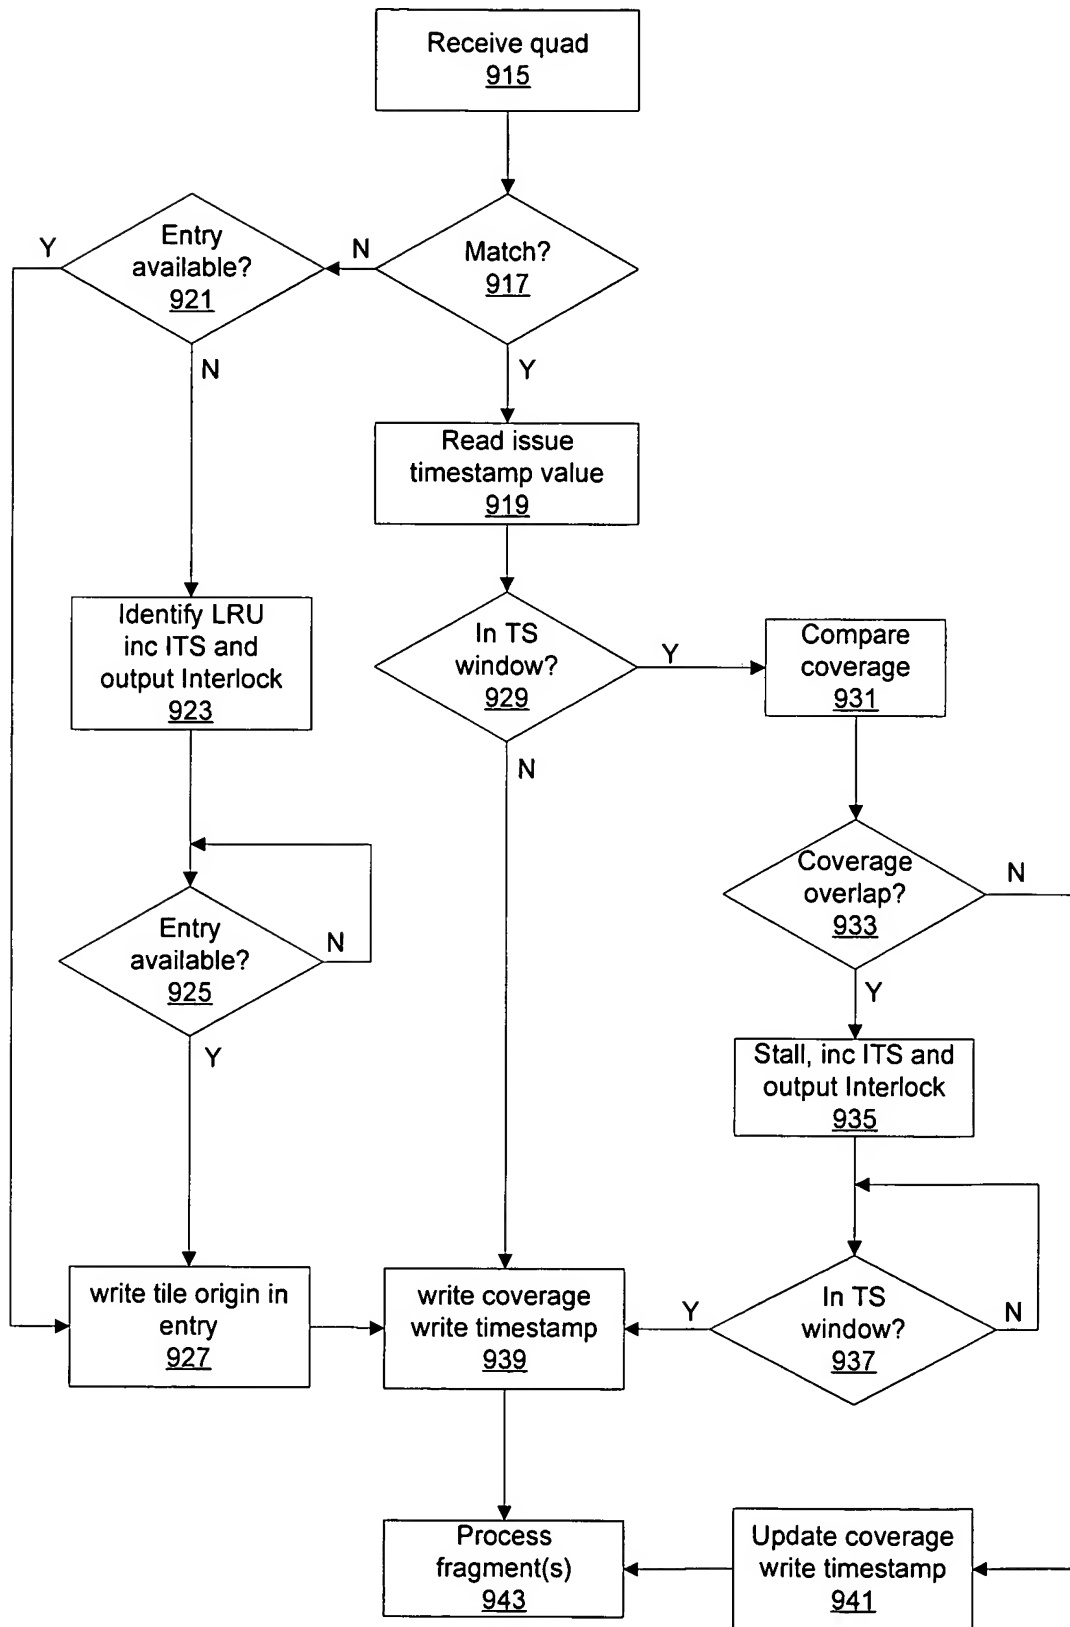 Receive quad
915
Entry
available?
921
Y
N
Match?
917
N
Y
Read issue
timestamp value
919
Identify LRU
inc ITS and
output Interlock
923
In TS
window?
929
Y
N
Compare
coverage
931
Coverage
overlap?
933
N
Y
Entry
available?
925
N
Y
Stall, inc ITS and
output Interlock
935
write tile origin in
entry
927
write coverage
write timestamp
939
Y
In TS
window?
937
N
Process
fragment(s)
943
Update coverage
write timestamp
941